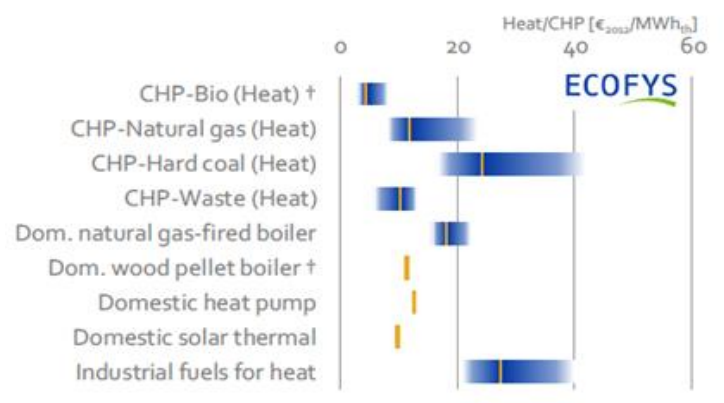 Heat/CHP [€₂₀₁₂/MWhₜₕ]
0 20 40 60
ECOFYS
CHP-Bio (Heat) †
CHP-Natural gas (Heat)
CHP-Hard coal (Heat)
CHP-Waste (Heat)
Dom. natural gas-fired boiler
Dom. wood pellet boiler †
Domestic heat pump
Domestic solar thermal
Industrial fuels for heat